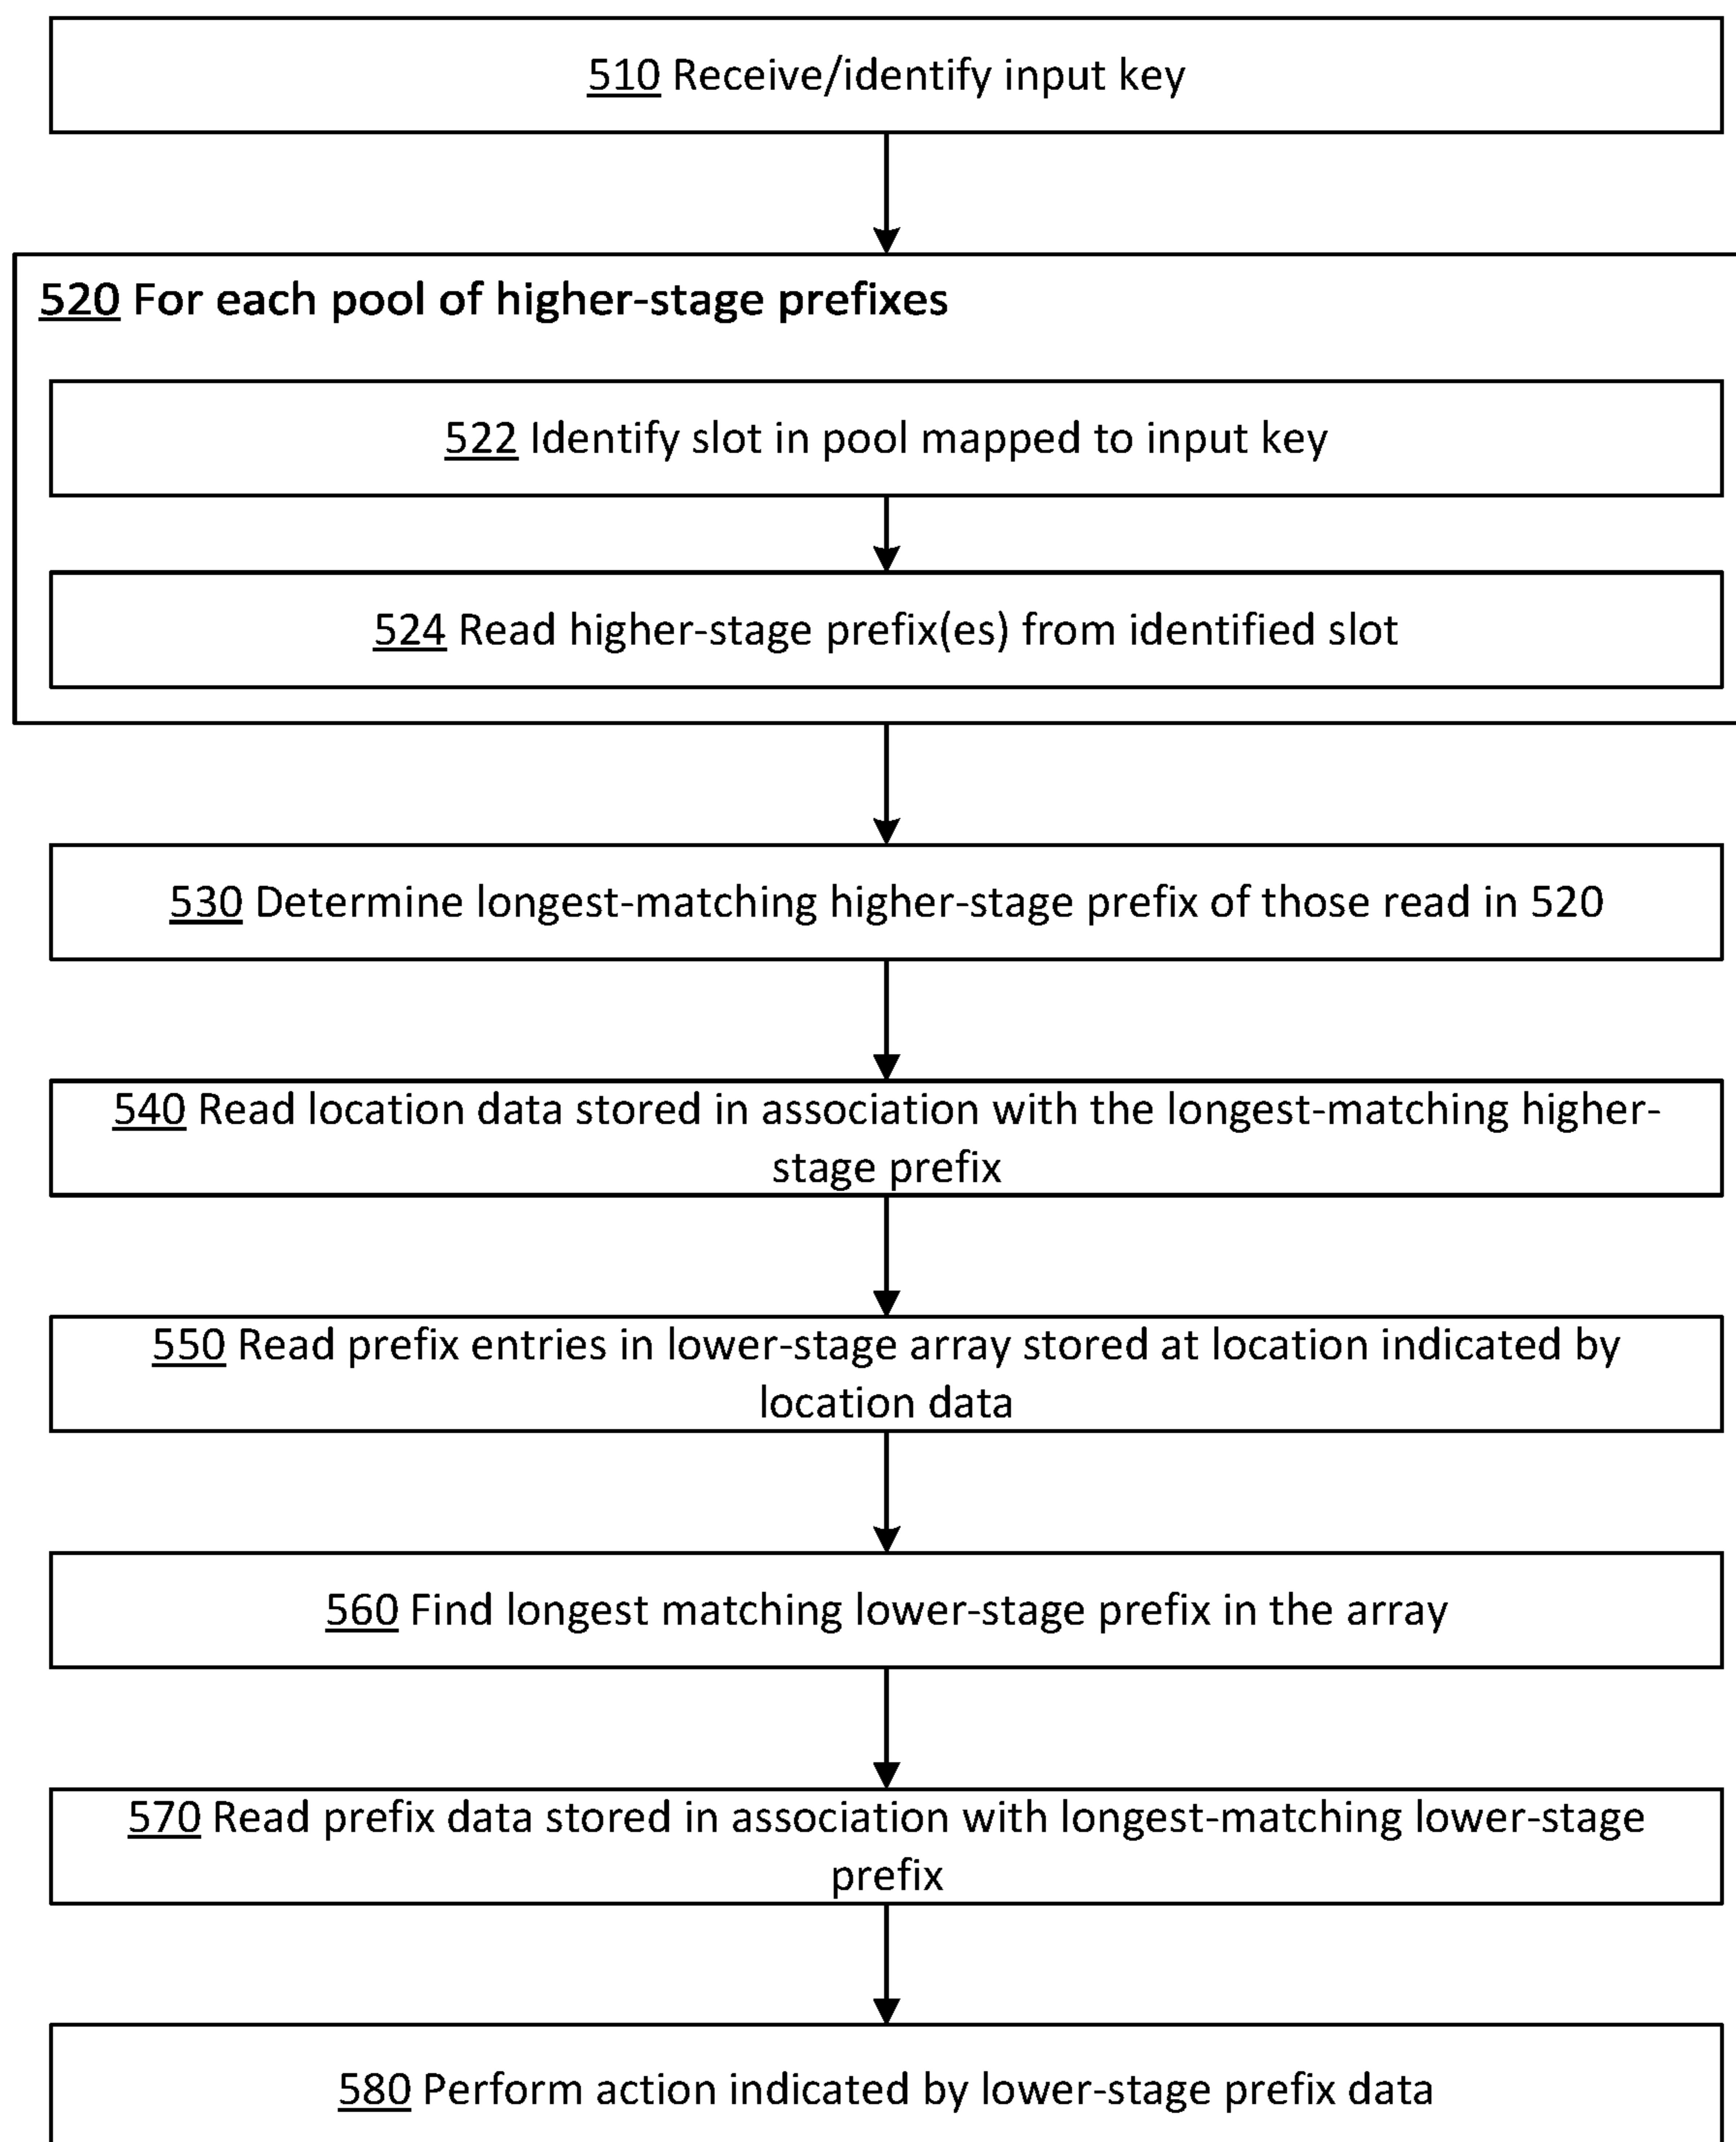 510 Receive/identify input key
520 For each pool of higher-stage prefixes
522 Identify slot in pool mapped to input key
524 Read higher-stage prefix(es) from identified slot
530 Determine longest-matching higher-stage prefix of those read in 520
540 Read location data stored in association with the longest-matching higher-
stage prefix
550 Read prefix entries in lower-stage array stored at location indicated by
location data
560 Find longest matching lower-stage prefix in the array
570 Read prefix data stored in association with longest-matching lower-stage
prefix
580 Perform action indicated by lower-stage prefix data